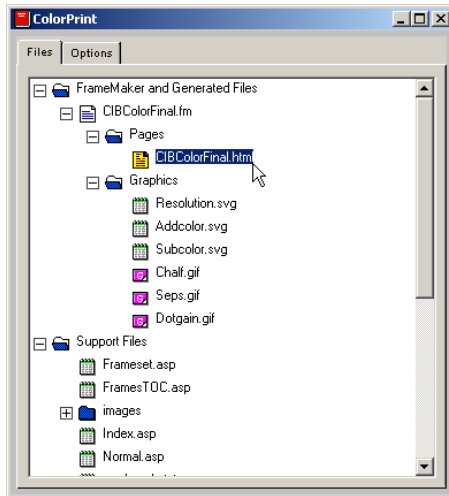 ColorPrint
Files Options
FrameMaker and Generated Files
CIBColorFinal.fm
Pages
CIBColorFinal.htm
Graphics
Resolution.svg
Addcolor.svg
Subcolor.svg
Chalf.gif
Seps.gif
Dotgain.gif
Support Files
Frameset.asp
FramesTOC.asp
images
Index.asp
Normal.asp